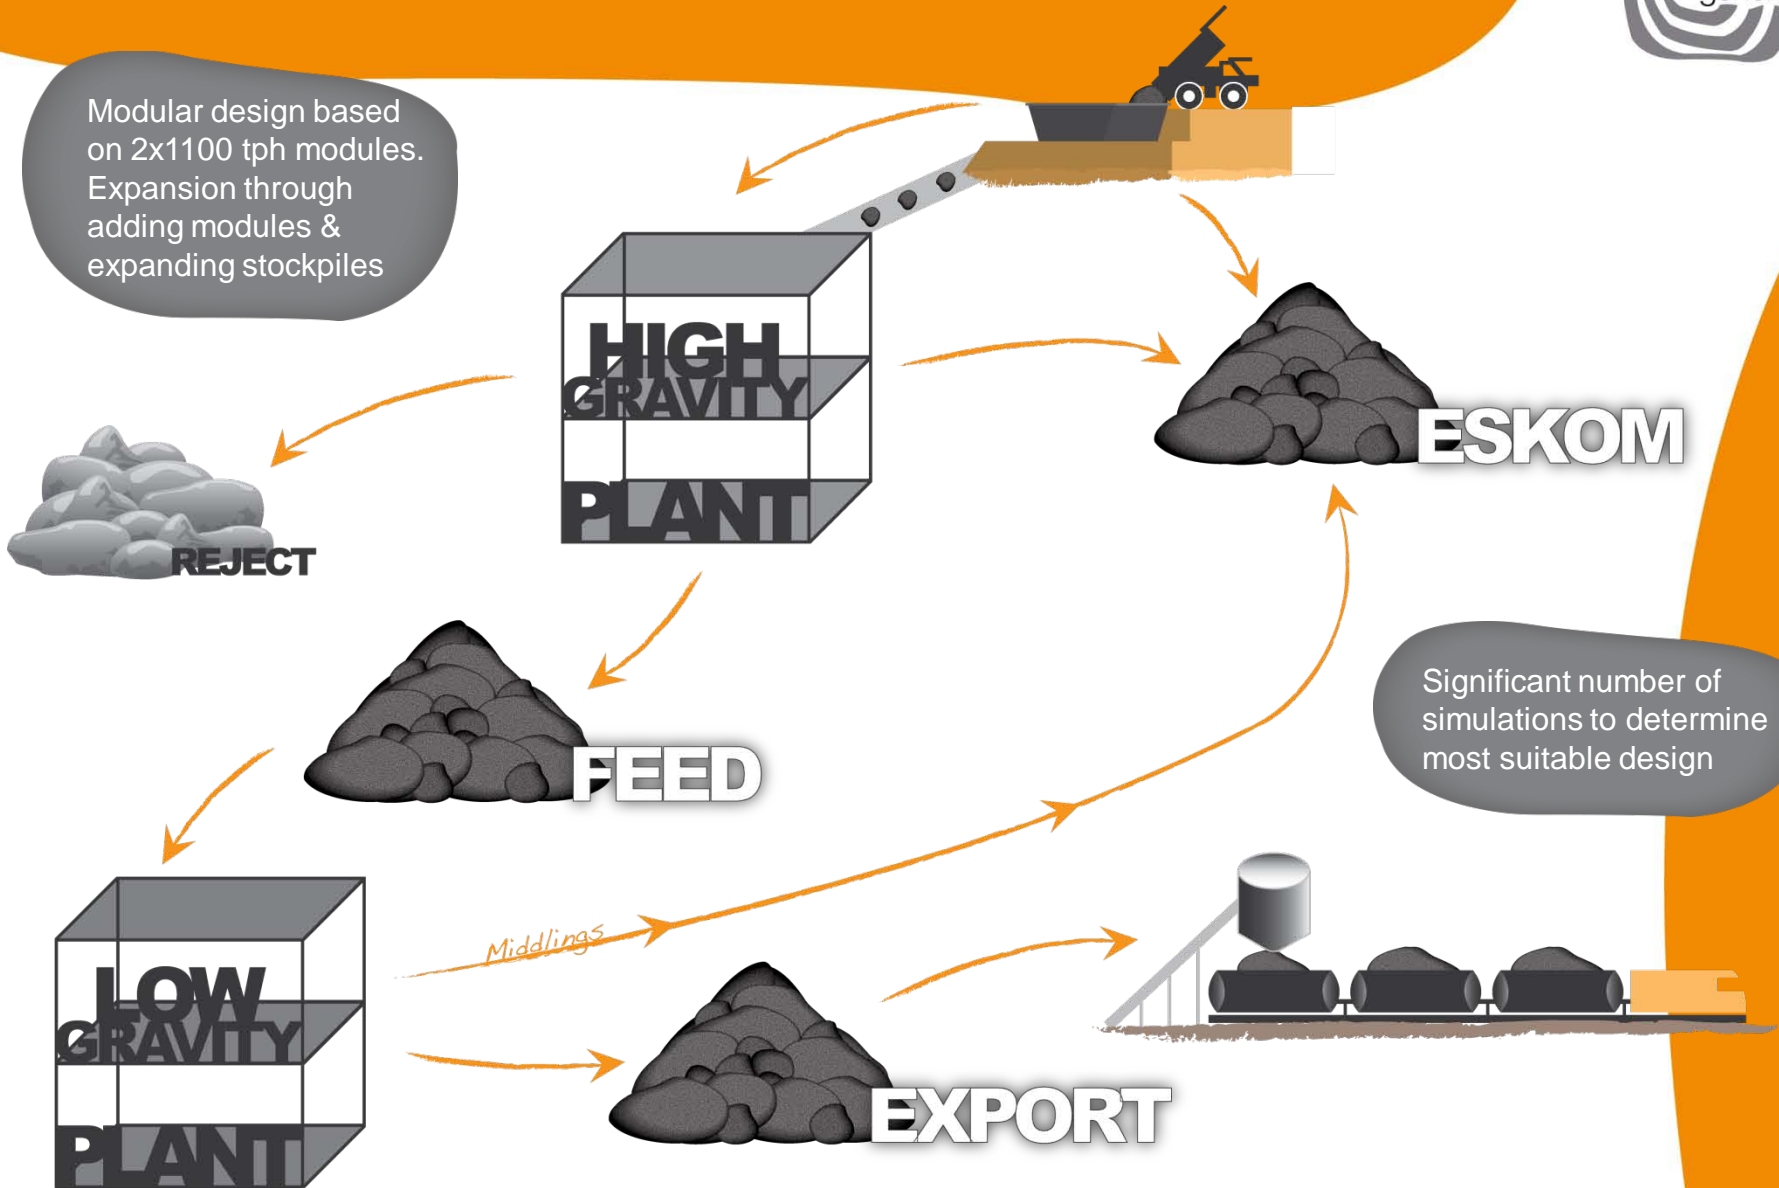 Modular design based
on 2x1100 tph modules.
Expansion through
adding modules &
expanding stockpiles
HIGH
GRAVITY
PLANT
ESKOM
REJECT
FEED
Significant number of
simulations to determine
most suitable design
Middlings
LOW
GRAVITY
PLANT
EXPORT